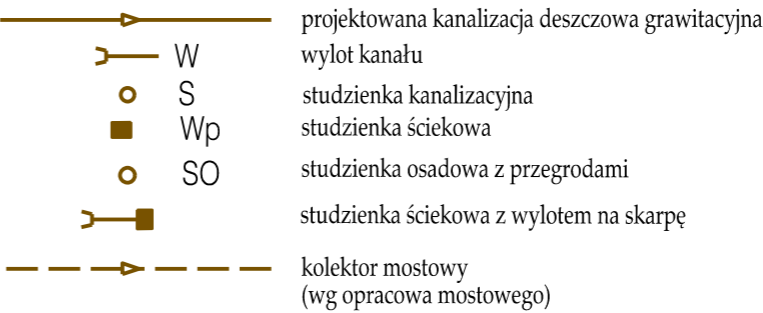 projektowana kanalizacja deszczowa grawitacyjna
W wylot kanału
S studzienka kanalizacyjna
Wp studzienka ściekowa
SO studzienka osadowa z przegrodami
studzienka ściekowa z wylotem na skarpę
kolektor mostowy
(wg opracowa mostowego)